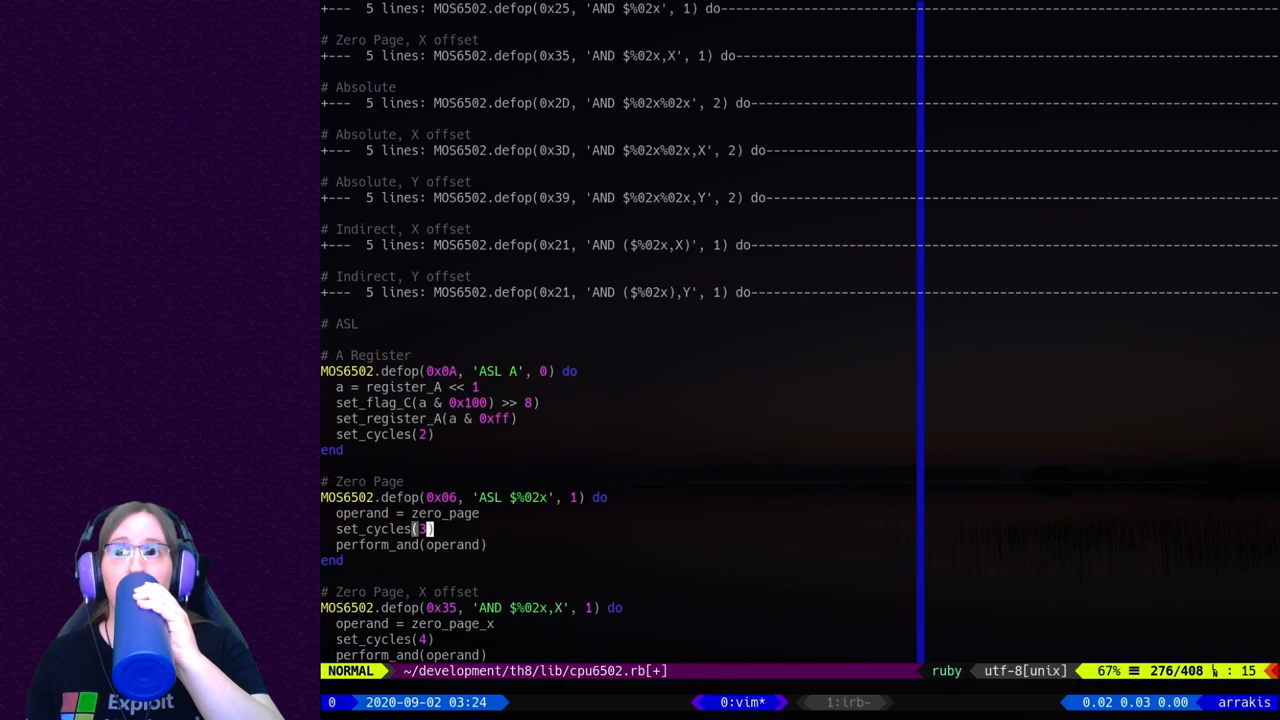 +---  5 lines: MOS6502.defop(0x25, 'AND $%02x', 1) do--------------------------------------------------------------------------
# Zero Page, X offset
+---  5 lines: MOS6502.defop(0x35, 'AND $%02x,X', 1) do------------------------------------------------------------------------
# Absolute
+---  5 lines: MOS6502.defop(0x2D, 'AND $%02x%02x', 2) do----------------------------------------------------------------------
# Absolute, X offset
+---  5 lines: MOS6502.defop(0x3D, 'AND $%02x%02x,X', 2) do--------------------------------------------------------------------
# Absolute, Y offset
+---  5 lines: MOS6502.defop(0x39, 'AND $%02x%02x,Y', 2) do--------------------------------------------------------------------
# Indirect, X offset
+---  5 lines: MOS6502.defop(0x21, 'AND ($%02x,X)', 1) do----------------------------------------------------------------------
# Indirect, Y offset
+---  5 lines: MOS6502.defop(0x21, 'AND ($%02x),Y', 1) do----------------------------------------------------------------------
# ASL
# A Register
MOS6502.defop(0x0A, 'ASL A', 0) do
  a = register_A << 1
  set_flag_C(a & 0x100) >> 8)
  set_register_A(a & 0xff)
  set_cycles(2)
end
# Zero Page
MOS6502.defop(0x06, 'ASL $%02x', 1) do
  operand = zero_page
  set_cycles(3)
  perform_and(operand)
end
# Zero Page, X offset
MOS6502.defop(0x35, 'AND $%02x,X', 1) do
  operand = zero_page_x
  set_cycles(4)
  perform_and(operand)
NORMAL ~/development/th8/lib/cpu6502.rb[+] ruby utf-8[unix] 67% ≡ 276/408 ㏑ : 15
0 2020-09-02 03:24 0:vim* 1:irb- 0.02 0.03 0.00 arrakis
Exploit